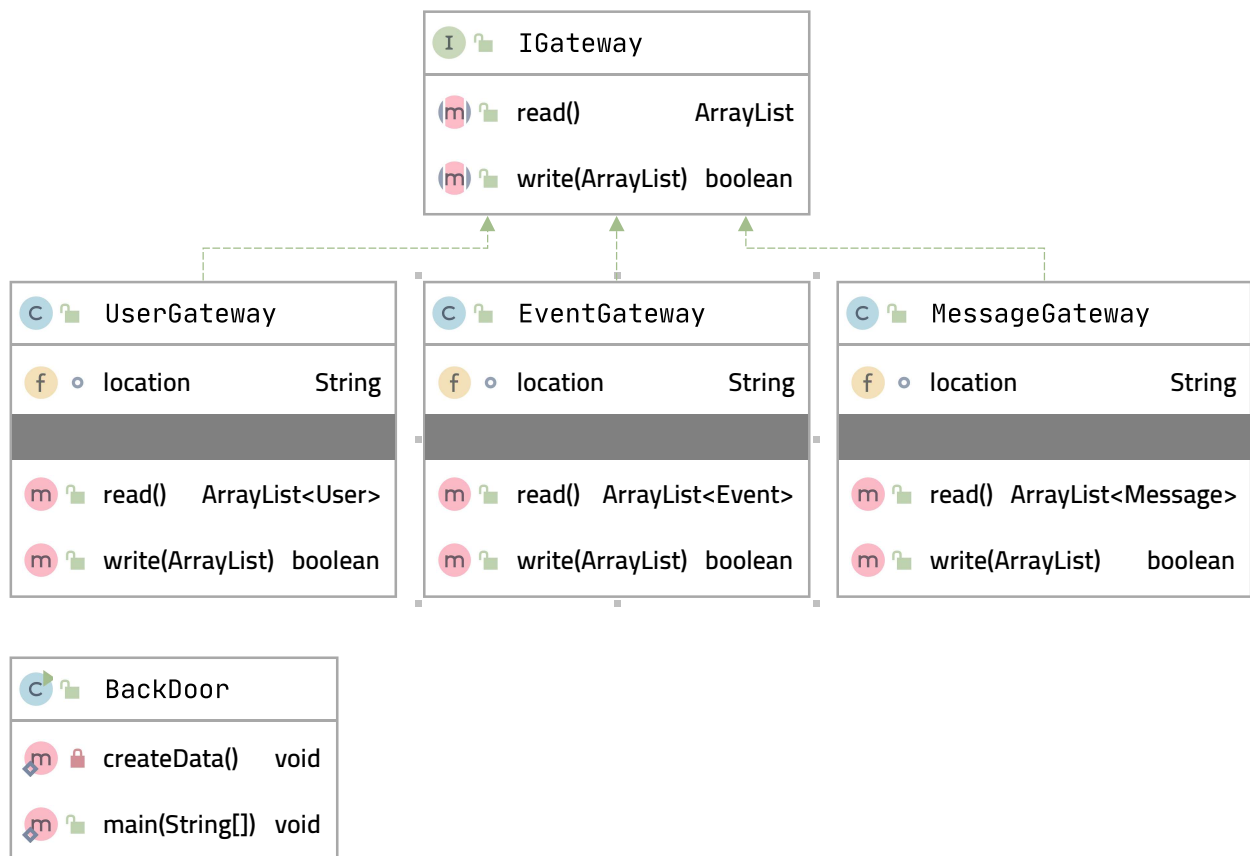 I IGateway
m read() ArrayList
m write(ArrayList) boolean
C UserGateway
f location String
m read() ArrayList<User>
m write(ArrayList) boolean
C EventGateway
f location String
m read() ArrayList<Event>
m write(ArrayList) boolean
C MessageGateway
f location String
m read() ArrayList<Message>
m write(ArrayList) boolean
C BackDoor
m createData() void
m main(String[]) void